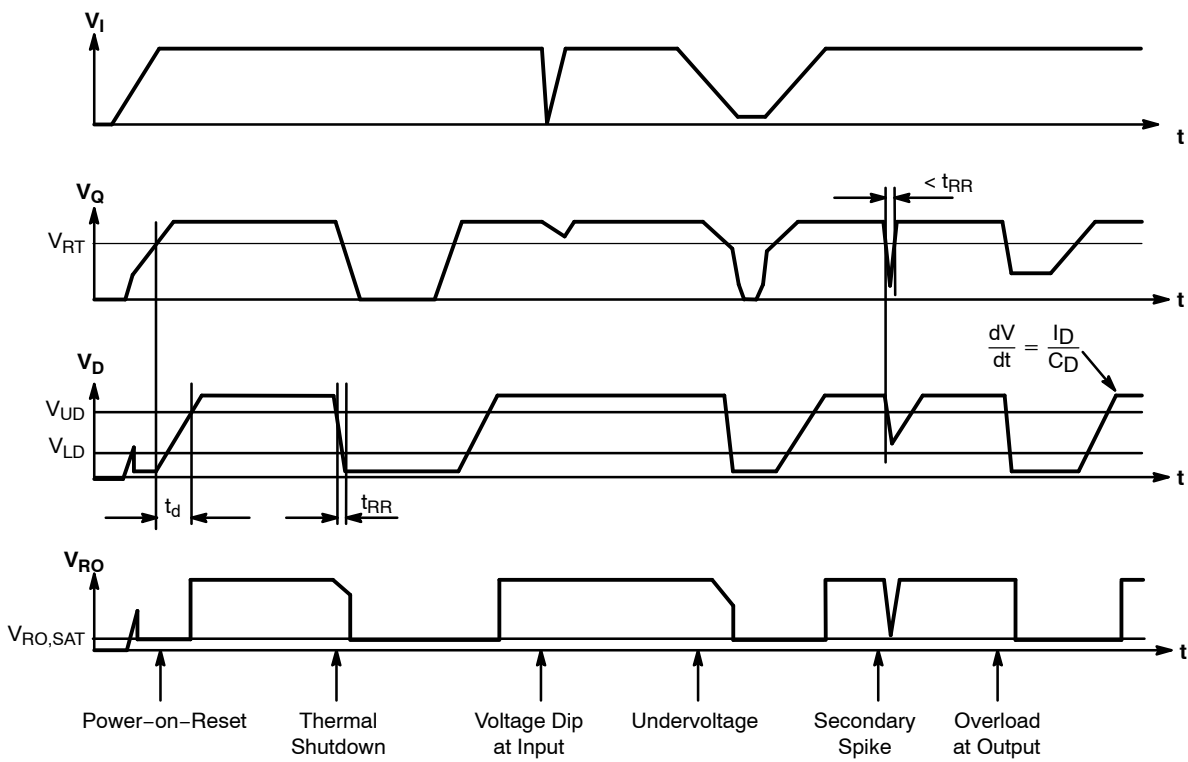 VI
t
VQ
< tRR
VRT
t
dV/dt = ID/CD
VD
VUD
VLD
t
td
tRR
VRO
VRO,SAT
t
Power−on−Reset
Thermal
Shutdown
Voltage Dip
at Input
Undervoltage
Secondary
Spike
Overload
at Output